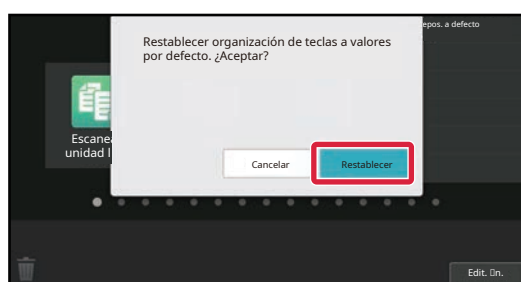 epos. a defecto
Restablecer organización de teclas a valores
por defecto. ¿Aceptar?
Escane
unidad l
Cancelar
Restablecer
Edit. ▯n.